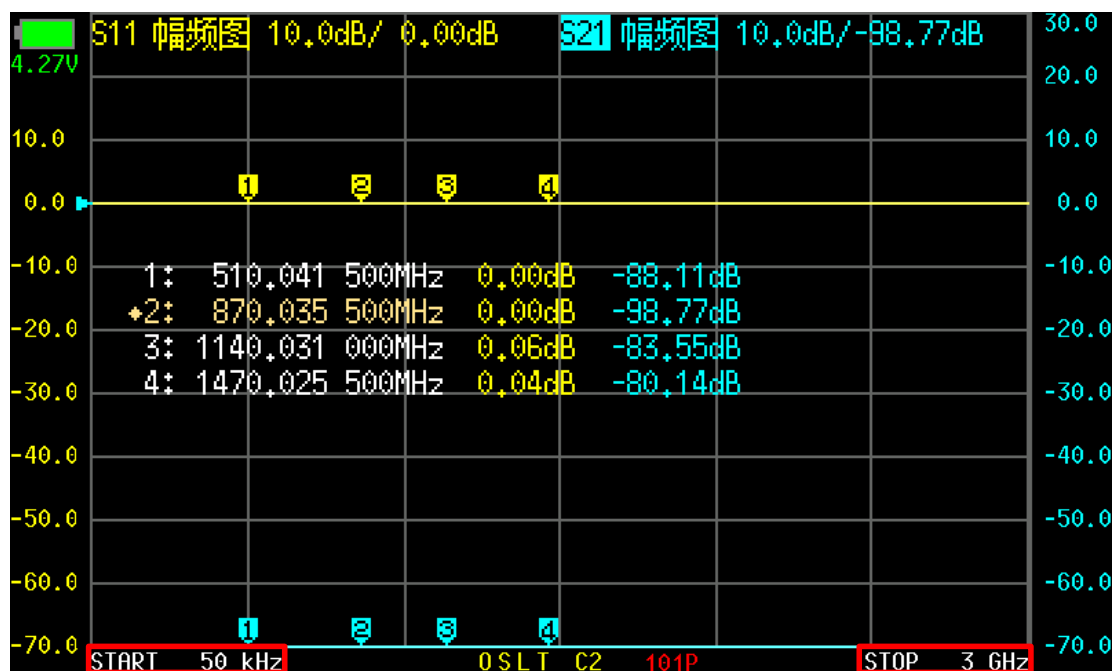 S11 幅频图 10.0dB/ 0.00dB
S21 幅频图 10.0dB/-98.77dB
30.0
4.27V
20.0
10.0
10.0
1
2
3
4
0.0
0.0
-10.0
-10.0
1: 510.041 500MHz 0.00dB -88.11dB
2: 870.035 500MHz 0.00dB -98.77dB
-20.0
-20.0
3: 1140.031 000MHz 0.06dB -83.55dB
4: 1470.025 500MHz 0.04dB -80.14dB
-30.0
-30.0
-40.0
-40.0
-50.0
-50.0
-60.0
-60.0
1
2
3
4
-70.0
-70.0
START 50 kHz
OSLT C2
101P
STOP 3 GHz